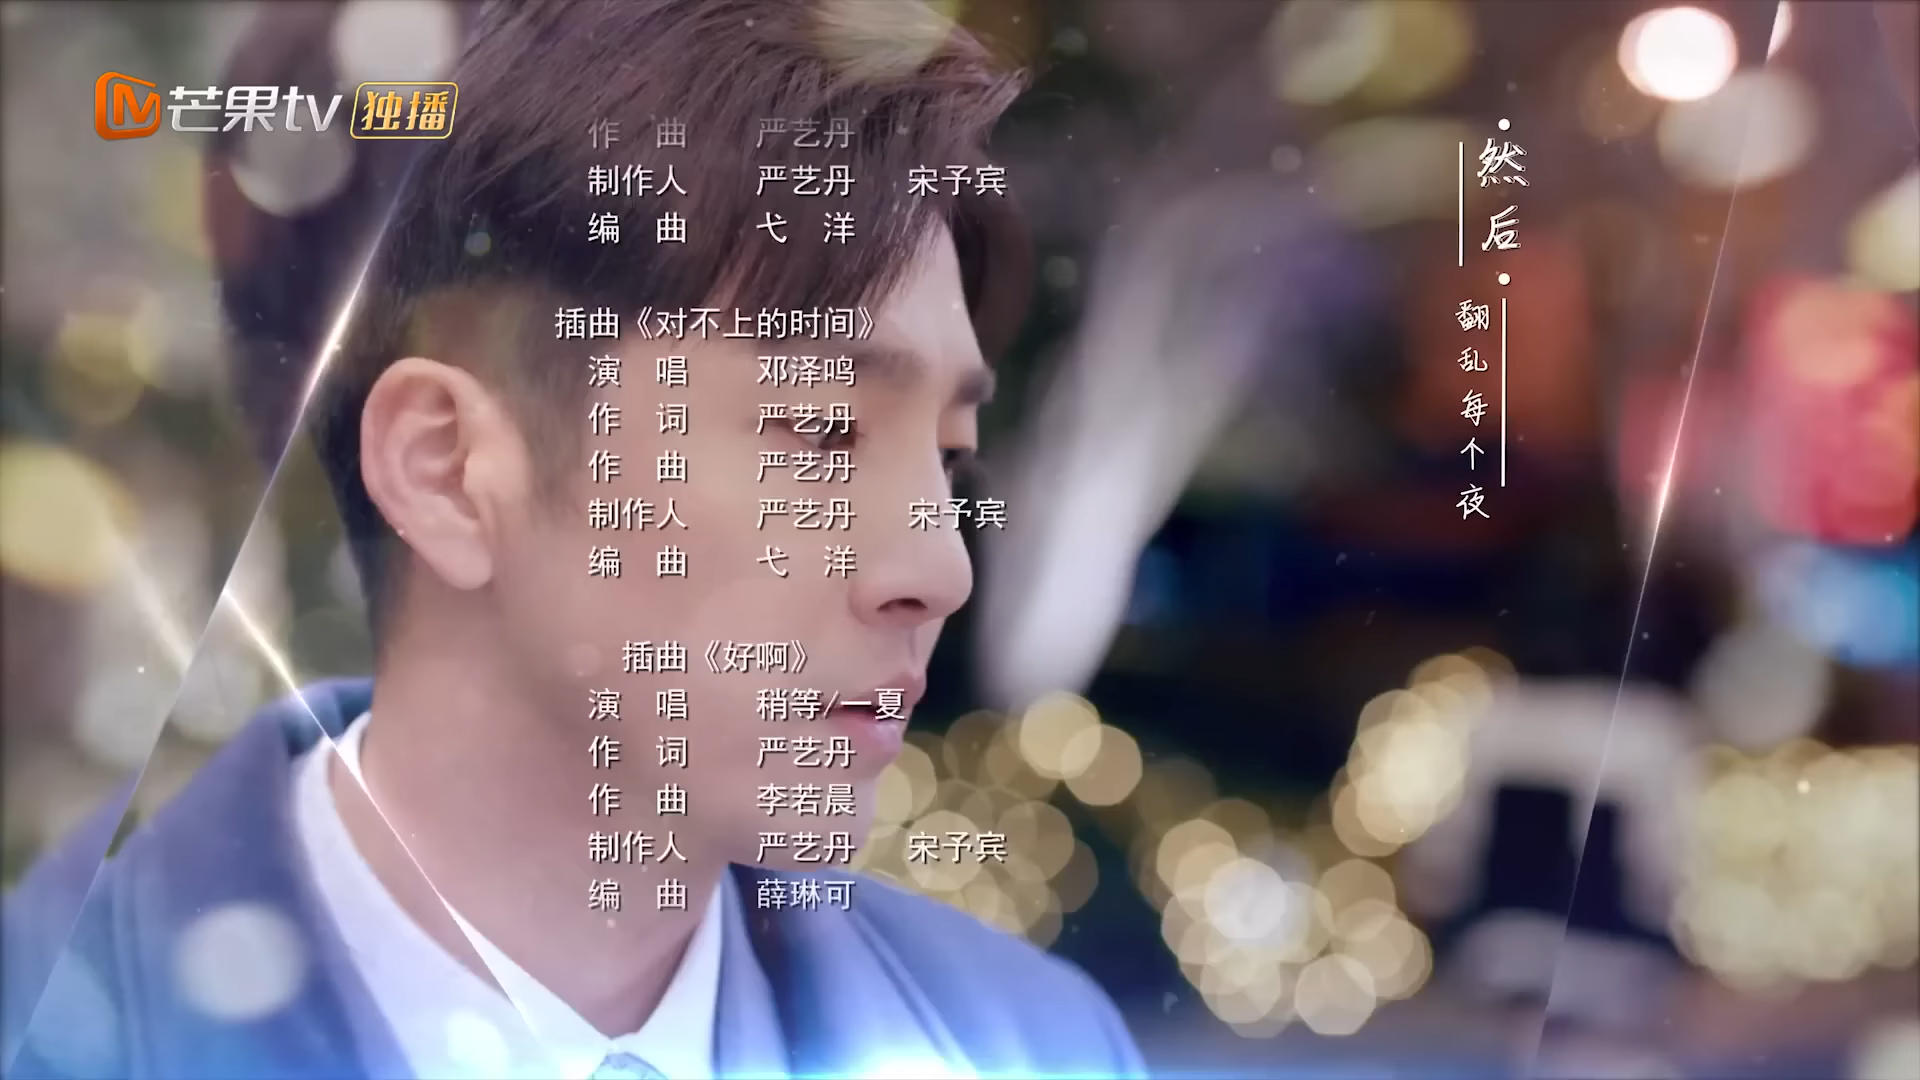 芒果tv 独播
作 曲 严艺丹
制作人 严艺丹 宋予宾
编 曲 弋 洋
插曲《对不上的时间》
演 唱 邓泽鸣
作 词 严艺丹
作 曲 严艺丹
制作人 严艺丹 宋予宾
编 曲 弋 洋
插曲《好啊》
演 唱 稍等/一夏
作 词 严艺丹
作 曲 李若晨
制作人 严艺丹 宋予宾
编 曲 薛琳可
然后
翻乱每个夜